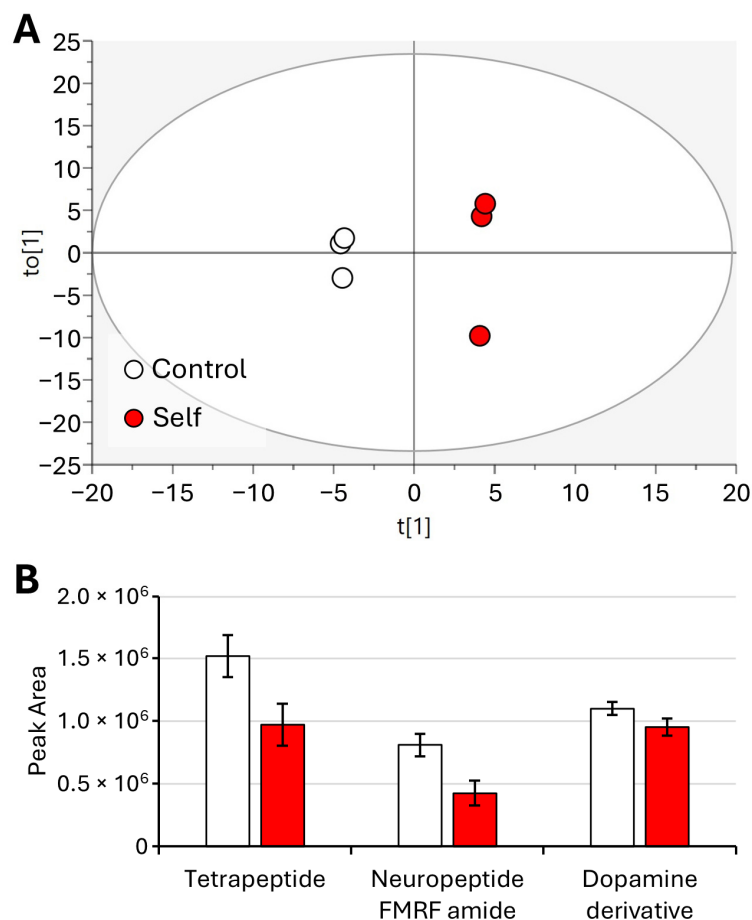 A
25
20
15
10
5
0
−5
−10
−15
−20
−25
to[1]
Control
Self
−20 −15 −10 −5 0 5 10 15 20
t[1]
B
2.0 × 10⁶
1.5 × 10⁶
1.0 × 10⁶
0.5 × 10⁶
0
Peak Area
Tetrapeptide Neuropeptide Dopamine
FMRF amide derivative